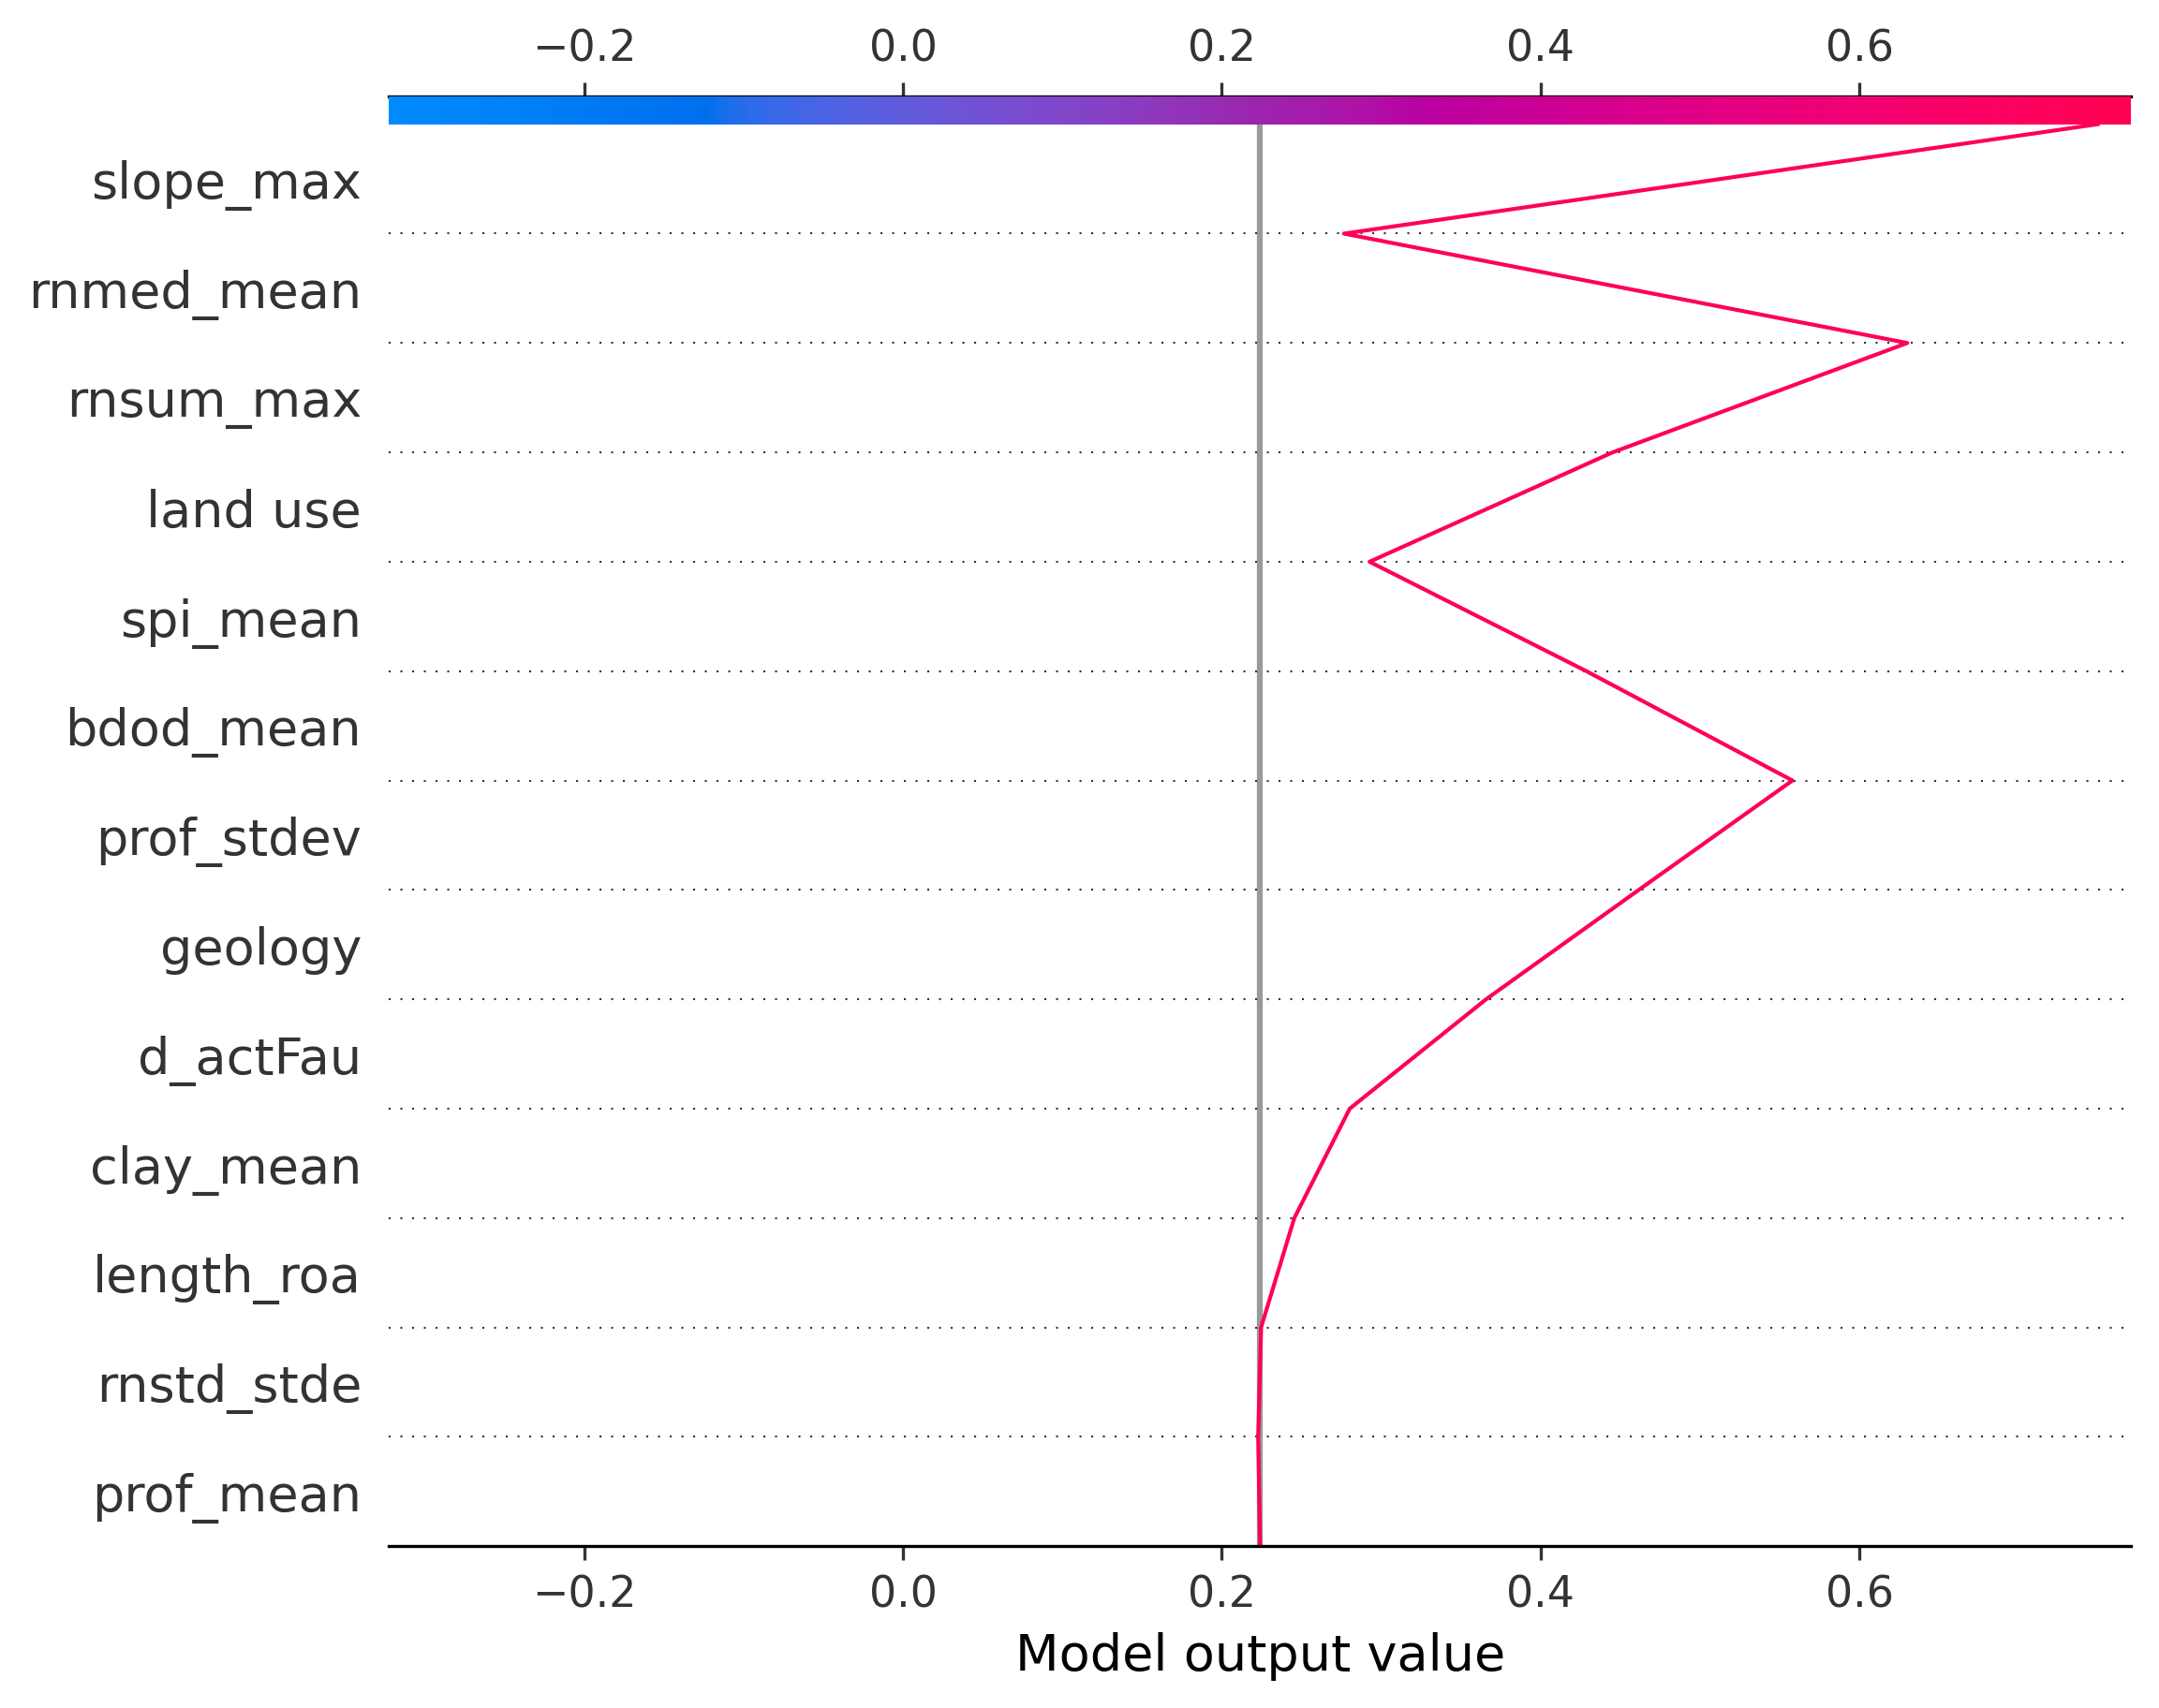 −0.2 0.0 0.2 0.4 0.6
slope_max
rnmed_mean
rnsum_max
land use
spi_mean
bdod_mean
prof_stdev
geology
d_actFau
clay_mean
length_roa
rnstd_stde
prof_mean
−0.2 0.0 0.2 0.4 0.6
Model output value